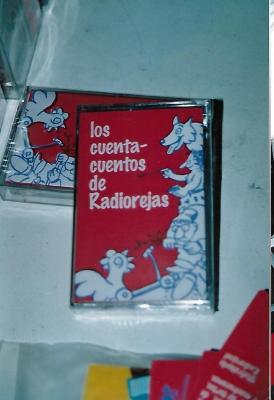 los
cuenta-
cuentos
de
Radiorejas